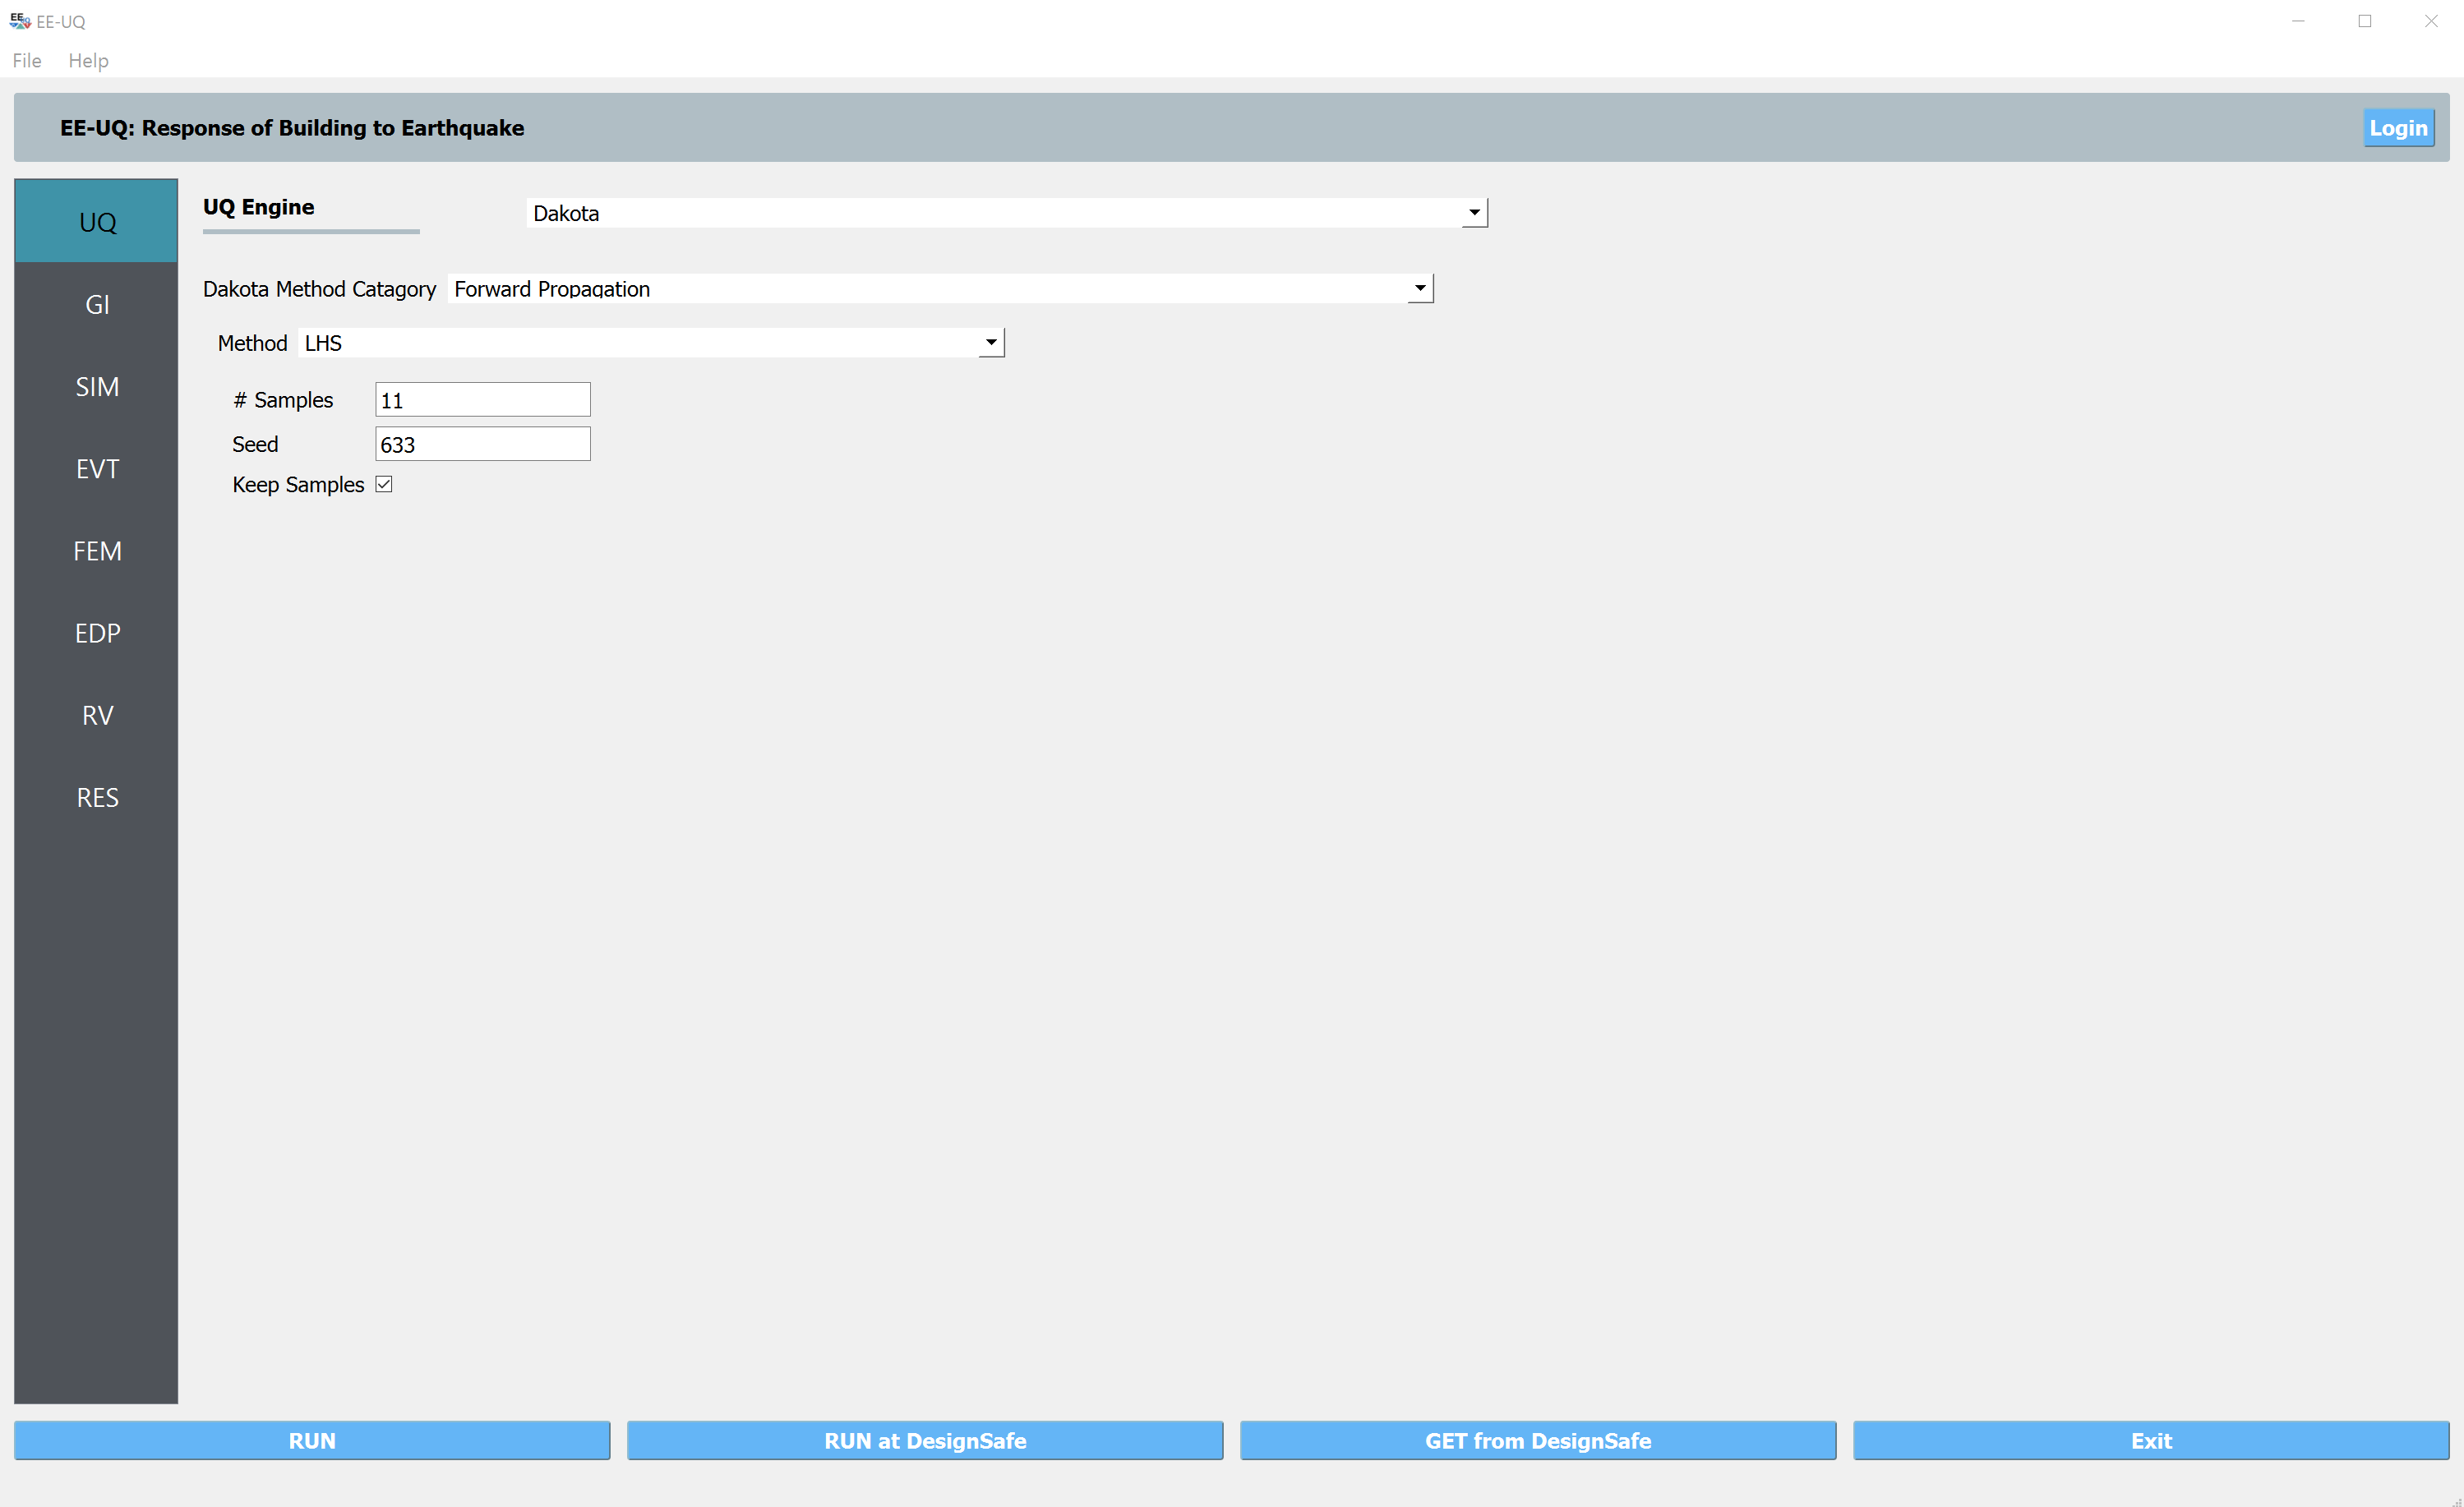 EE-UQ
File Help
EE-UQ: Response of Building to Earthquake
Login
UQ
GI
SIM
EVT
FEM
EDP
RV
RES
UQ Engine Dakota
Dakota Method Catagory Forward Propagation
Method LHS
# Samples 11
Seed 633
Keep Samples
RUN RUN at DesignSafe GET from DesignSafe Exit